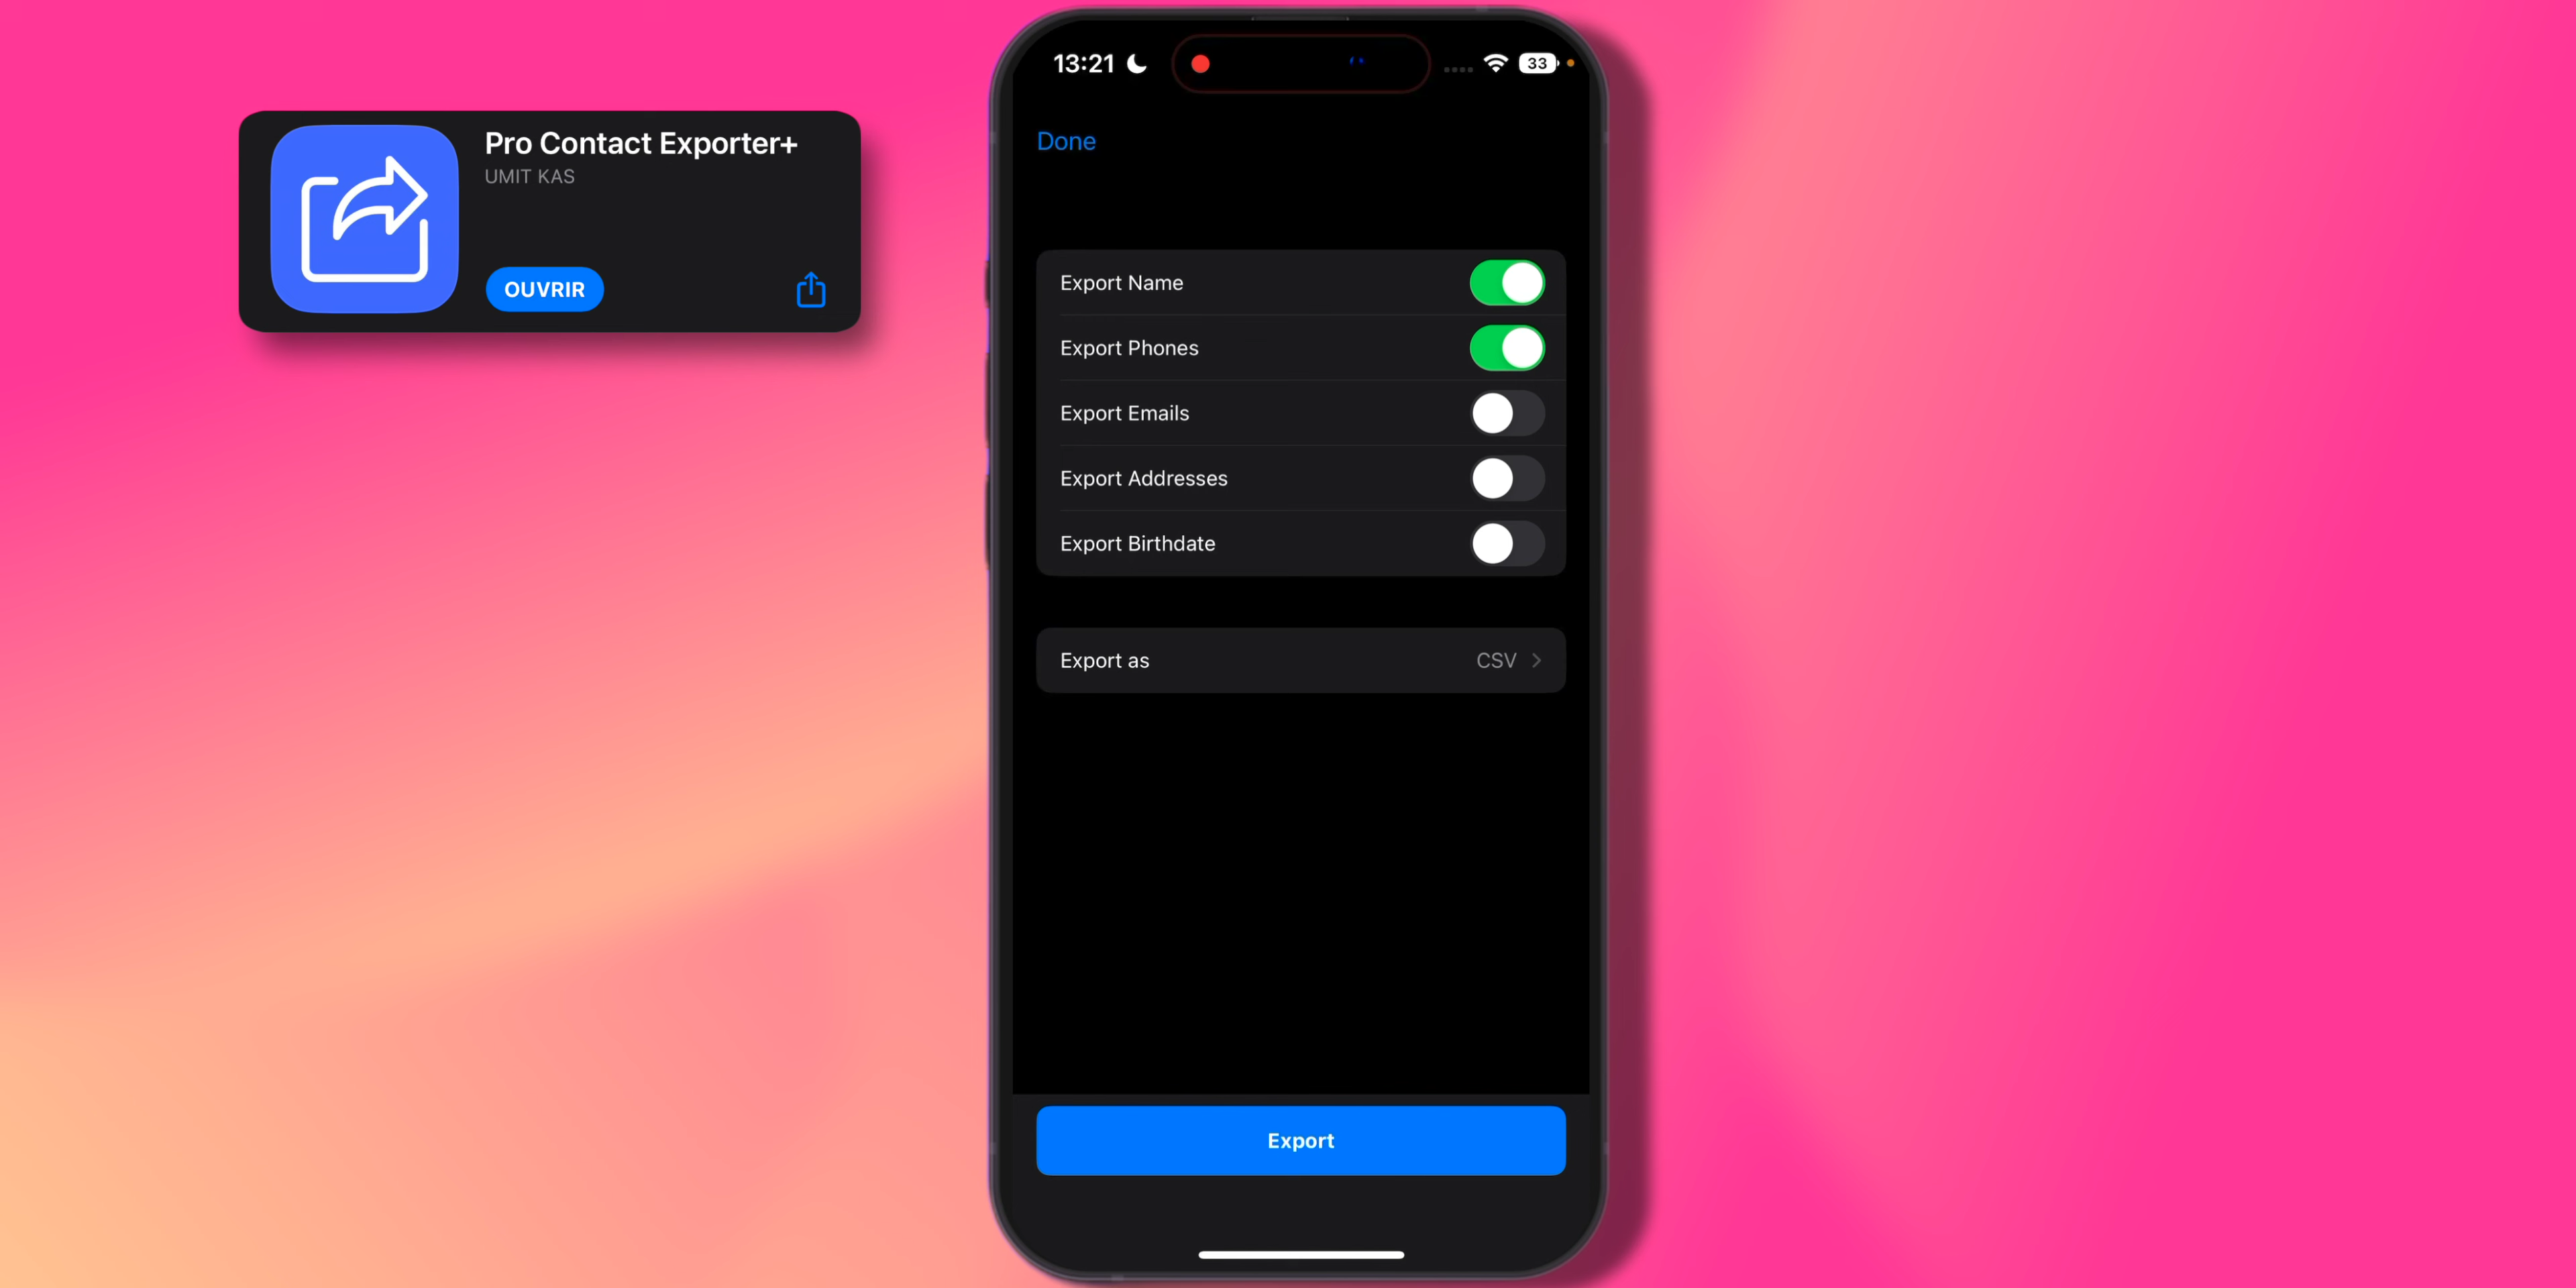 Pro Contact Exporter+
UMIT KAS
OUVRIR
13:21
33
Done
Export Name
Export Phones
Export Emails
Export Addresses
Export Birthdate
Export as
CSV
Export